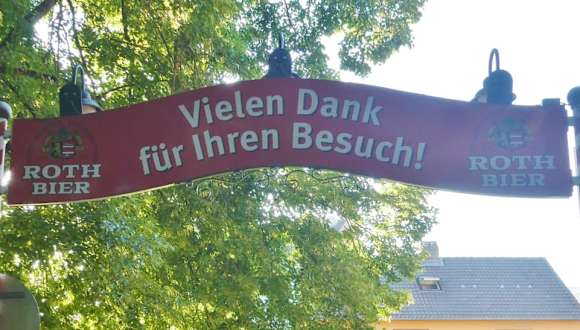 Vielen Dank
für Ihren Besuch!
ROTH
BIER
ROTH
BIER